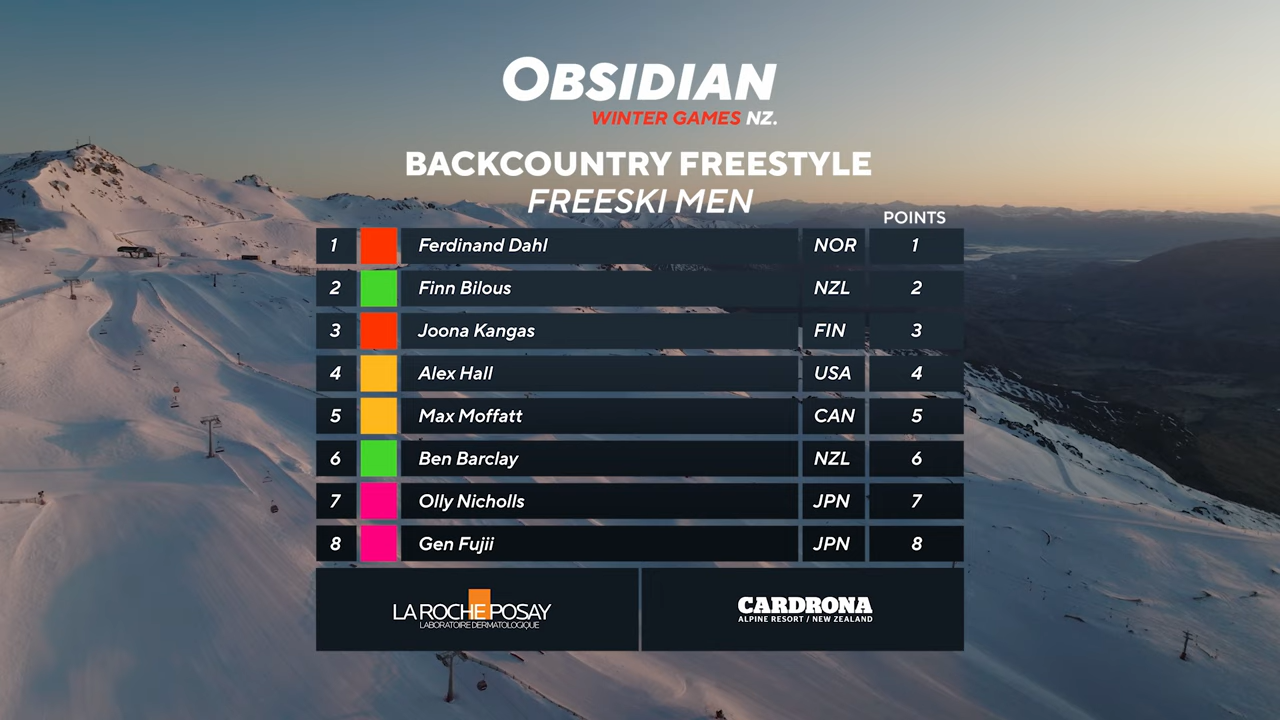 OBSIDIAN
WINTER GAMES NZ.
BACKCOUNTRY FREESTYLE
FREESKI MEN
POINTS
1 Ferdinand Dahl NOR 1
2 Finn Bilous NZL 2
3 Joona Kangas FIN 3
4 Alex Hall USA 4
5 Max Moffatt CAN 5
6 Ben Barclay NZL 6
7 Olly Nicholls JPN 7
8 Gen Fujii JPN 8
LA ROCHE POSAY
LABORATOIRE DERMATOLOGIQUE
CARDRONA
ALPINE RESORT / NEW ZEALAND